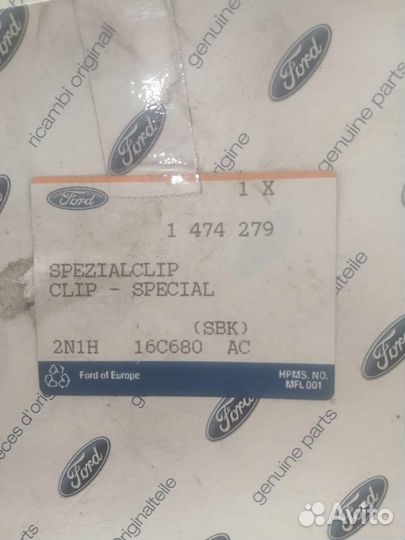 Ford
ricambi originali
Ford
genuine parts
Ford
Ford
d'origine
Ford
1 X
1 474 279
SPEZIALCLIP
CLIP - SPECIAL
(SBK)
2N1H 16C680 AC
Ford of Europe
HPMS. NO.
MFL 001
Ford
genuine parts
Ford
Originalteile
Ford
genuine parts
Avito